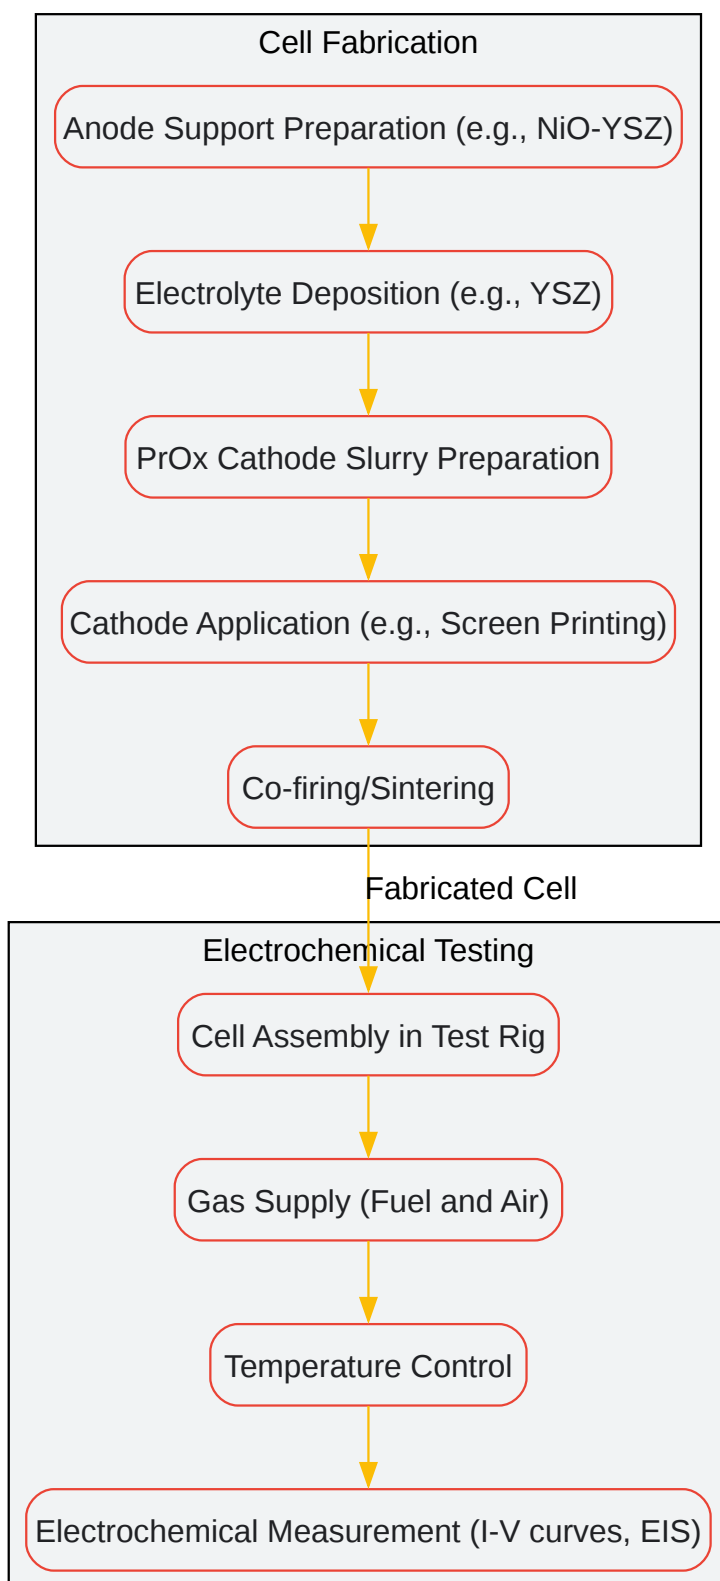 Cell Fabrication
Anode Support Preparation (e.g., NiO-YSZ)
Electrolyte Deposition (e.g., YSZ)
PrOx Cathode Slurry Preparation
Cathode Application (e.g., Screen Printing)
Co-firing/Sintering
Fabricated Cell
Electrochemical Testing
Cell Assembly in Test Rig
Gas Supply (Fuel and Air)
Temperature Control
Electrochemical Measurement (I-V curves, EIS)